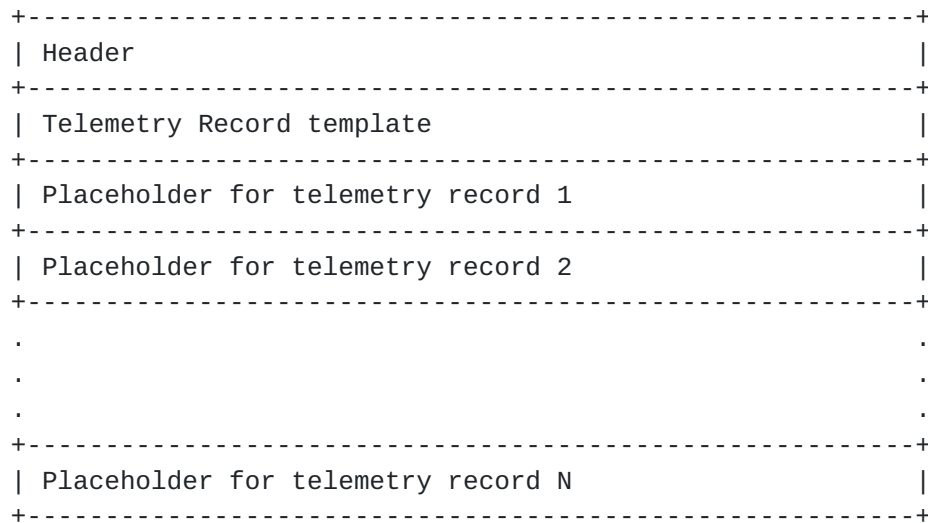 +---------------------------------------------------------+
| Header                                                  |
+---------------------------------------------------------+
| Telemetry Record template                               |
+---------------------------------------------------------+
| Placeholder for telemetry record 1                      |
+---------------------------------------------------------+
| Placeholder for telemetry record 2                      |
+---------------------------------------------------------+
.                                                         .
.                                                         .
.                                                         .
+---------------------------------------------------------+
| Placeholder for telemetry record N                      |
+---------------------------------------------------------+